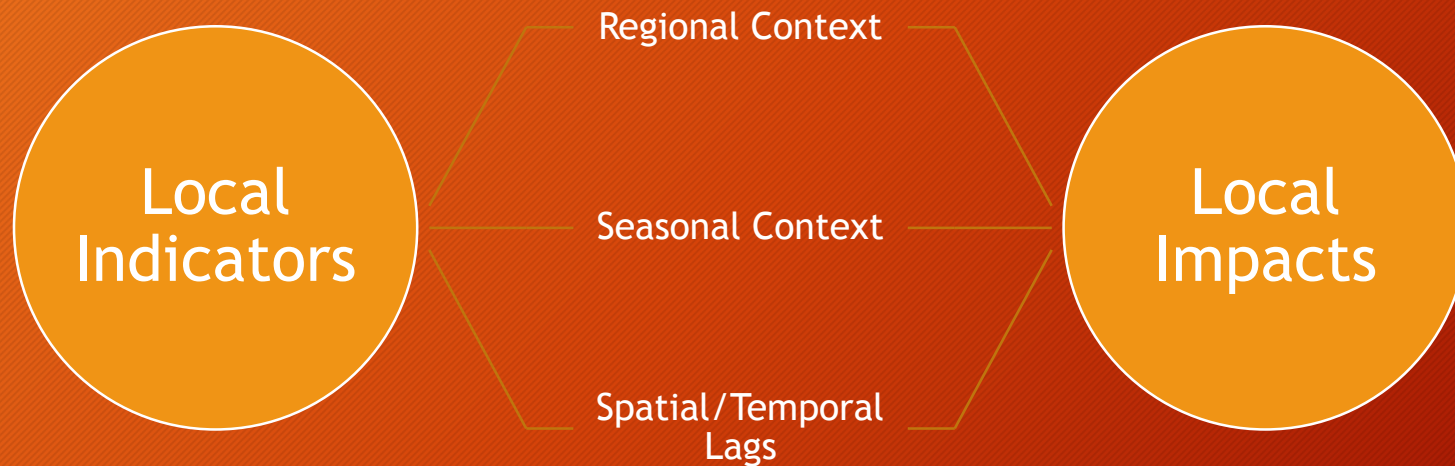 Local
Indicators
Regional Context
Seasonal Context
Spatial/Temporal
Lags
Local
Impacts